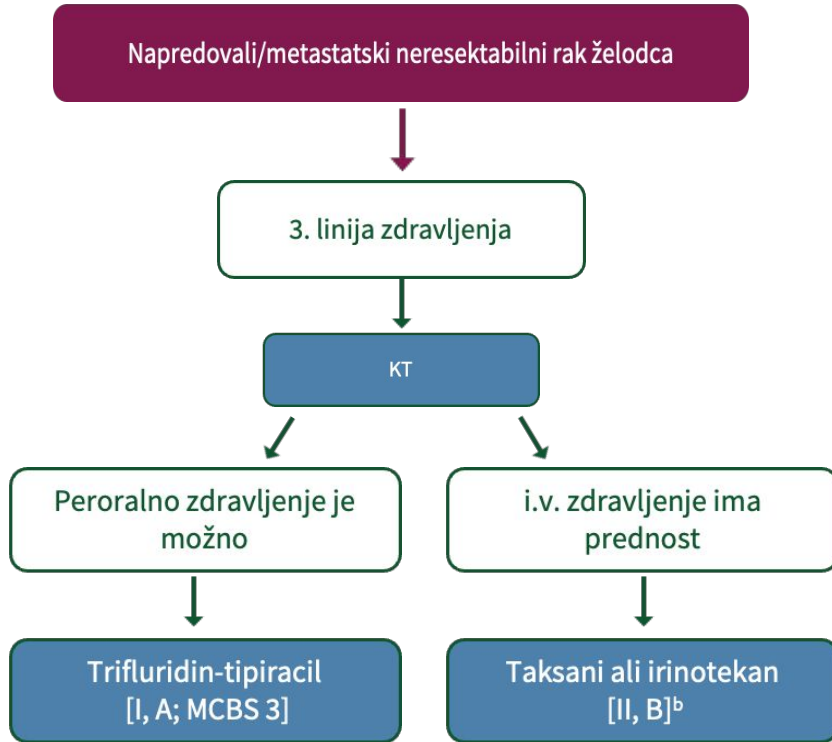 Napredovali/metastatski neresektabilni rak želodca
3. linija zdravljenja
KT
Peroralno zdravljenje je
možno
i.v. zdravljenje ima
prednost
Trifluridin-tipiracil
[I, A; MCBS 3]
Taksani ali irinotekan
[II, B]ᵇ